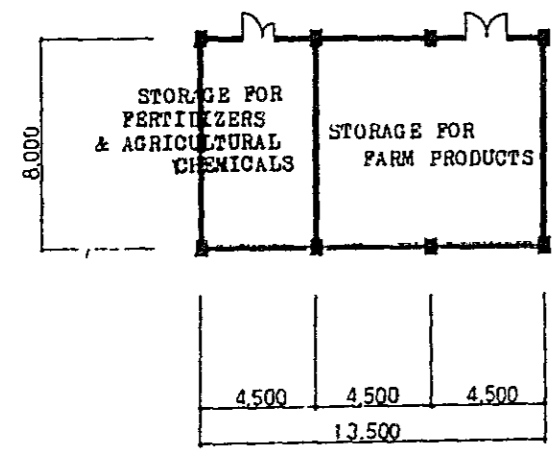 STORAGE FOR
FERTILIZERS
& AGRICULTURAL
CHEMICALS
STORAGE FOR
FARM PRODUCTS
8,000
4,500 4,500 4,500
13,500